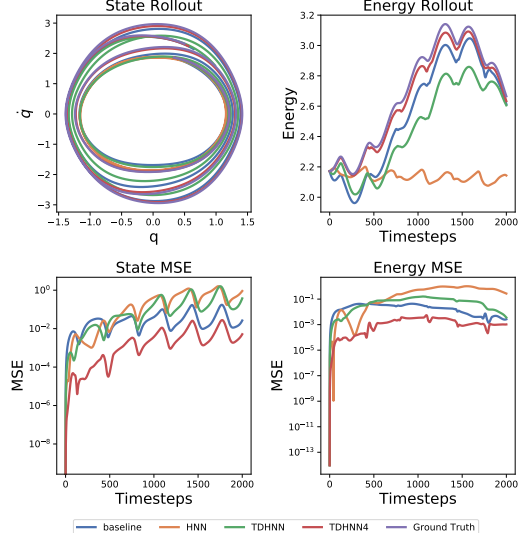 State Rollout
3
2
1
0
−1
−2
−3
q̇
−1.5 −1.0 −0.5 0.0 0.5 1.0 1.5
q
Energy Rollout
3.2
3.0
2.8
2.6
2.4
2.2
2.0
Energy
0 500 1000 1500 2000
Timesteps
State MSE
10⁰
10⁻²
10⁻⁴
10⁻⁶
10⁻⁸
MSE
0 500 1000 1500 2000
Timesteps
Energy MSE
10⁻¹
10⁻³
10⁻⁵
10⁻⁷
10⁻⁹
10⁻¹¹
10⁻¹³
MSE
0 500 1000 1500 2000
Timesteps
baseline HNN TDHNN TDHNN4 Ground Truth